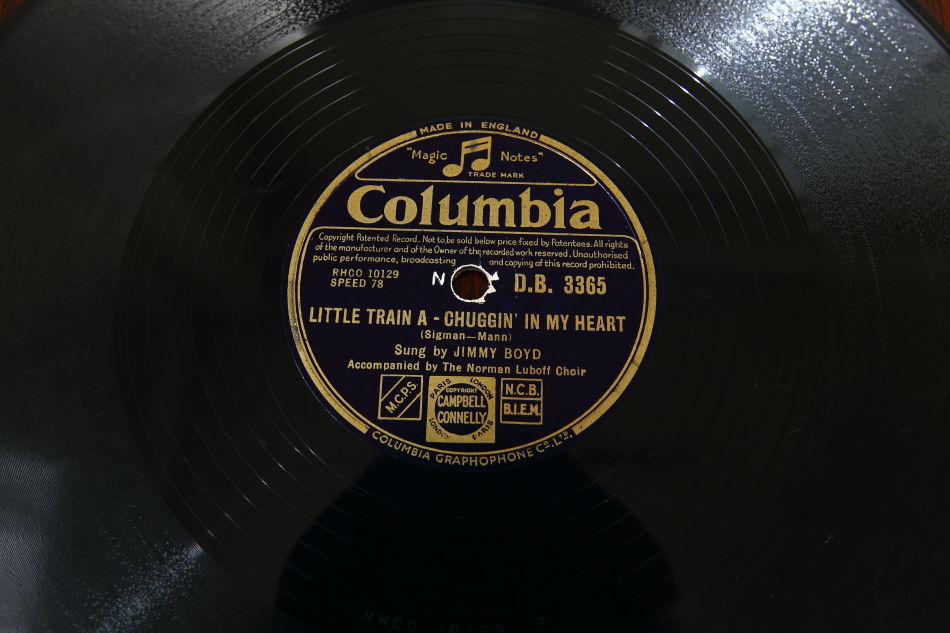 MADE IN ENGLAND
"Magic Notes"
TRADE MARK
Columbia
Copyright Patented Record. Not to be sold below price fixed by Patentees. All rights
of the manufacturer and of the Owner of the recorded work reserved. Unauthorised
public performance, broadcasting and copying of this record prohibited.
RHCO 10129
SPEED 78
N
D.B. 3365
LITTLE TRAIN A - CHUGGIN' IN MY HEART
(Sigman—Mann)
Sung by JIMMY BOYD
Accompanied by The Norman Luboff Choir
M.C.P.S.
PARIS LONDON
COPYRIGHT
CAMPBELL
CONNELLY
LONDON PARIS
N.C.B.
B.I.E.M.
COLUMBIA GRAPHOPHONE CO. LTD.
RHCO 10129